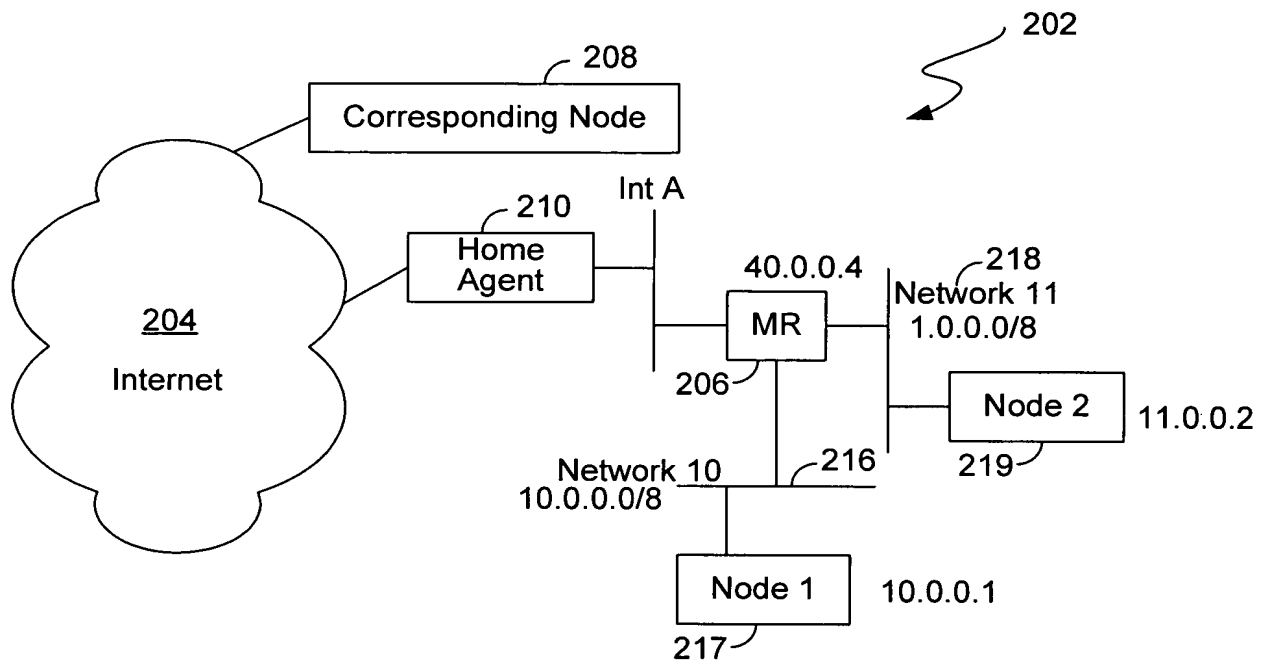 202
208
Corresponding Node
Int A
210
Home
Agent
40.0.0.4
218
Network 11
1.0.0.0/8
204
Internet
MR
206
Node 2
11.0.0.2
219
Network 10
10.0.0.0/8
216
Node 1
10.0.0.1
217